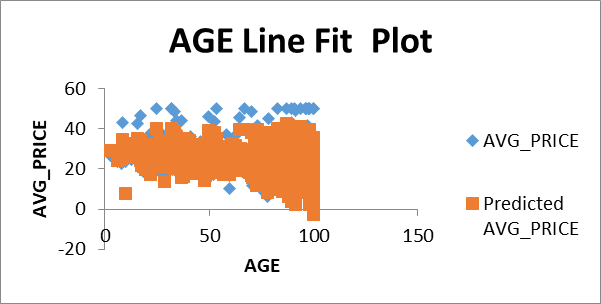 AGE Line Fit  Plot
60
40
20
0
-20
0 50 100 150
AVG_PRICE
AGE
AVG_PRICE
Predicted
AVG_PRICE